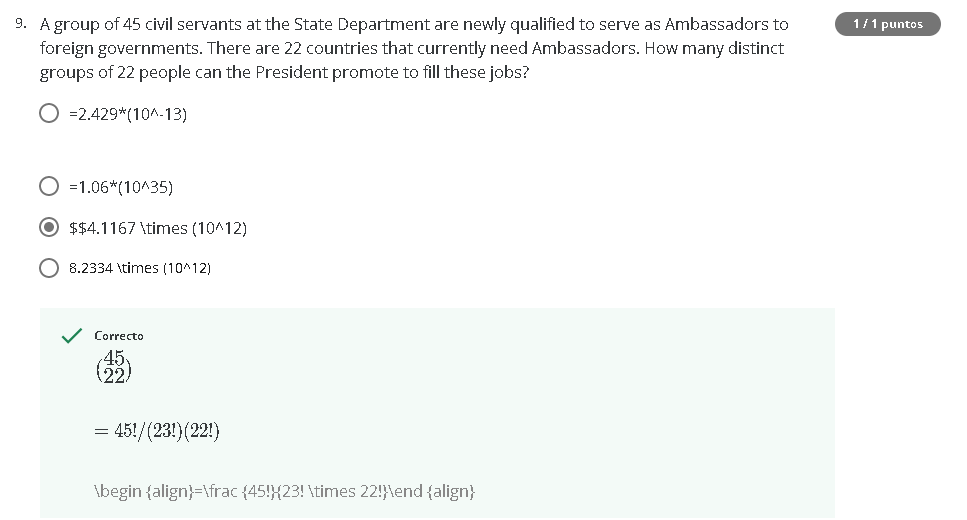 9. A group of 45 civil servants at the State Department are newly qualified to serve as Ambassadors to
1 / 1 puntos
foreign governments. There are 22 countries that currently need Ambassadors. How many distinct
groups of 22 people can the President promote to fill these jobs?
=2.429*(10^-13)
=1.06*(10^35)
$$4.1167 \times (10^12)
8.2334 \times (10^12)
Correcto
(45
22)
= 45!/(23!)(22!)
\begin {align}=\frac {45!}{23! \times 22!}\end {align}